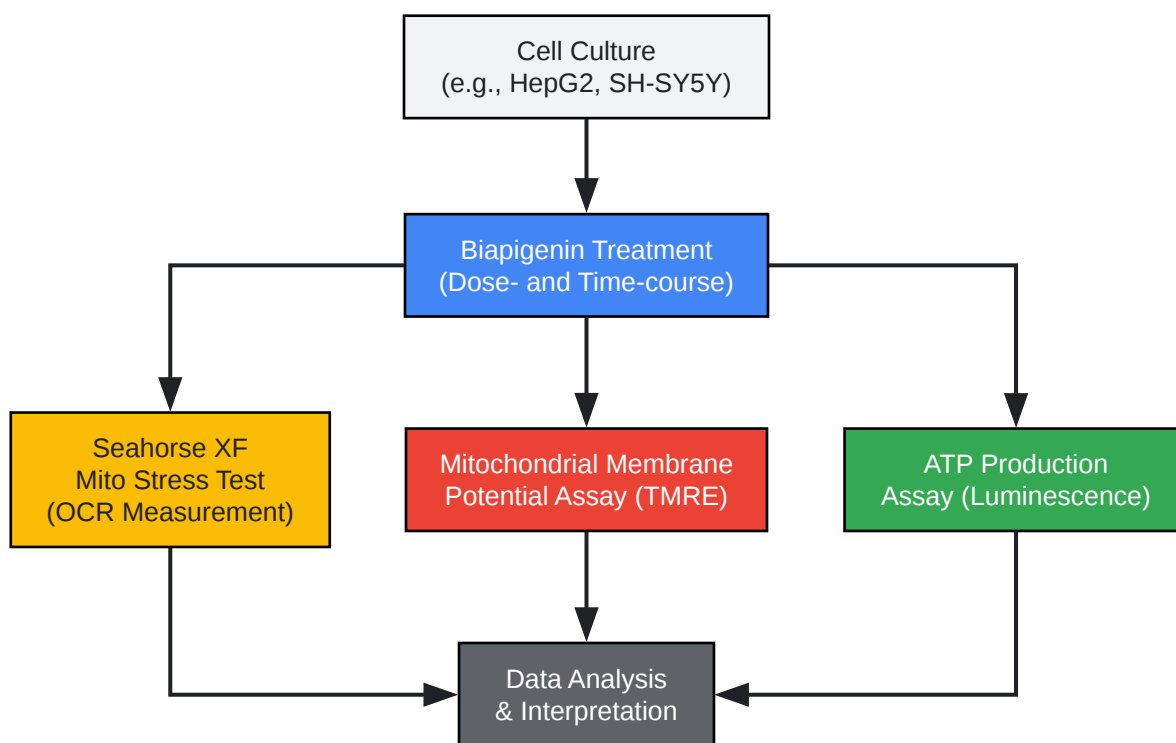 Cell Culture
(e.g., HepG2, SH-SY5Y)
Biapigenin Treatment
(Dose- and Time-course)
Seahorse XF
Mito Stress Test
(OCR Measurement)
Mitochondrial Membrane
Potential Assay (TMRE)
ATP Production
Assay (Luminescence)
Data Analysis
& Interpretation